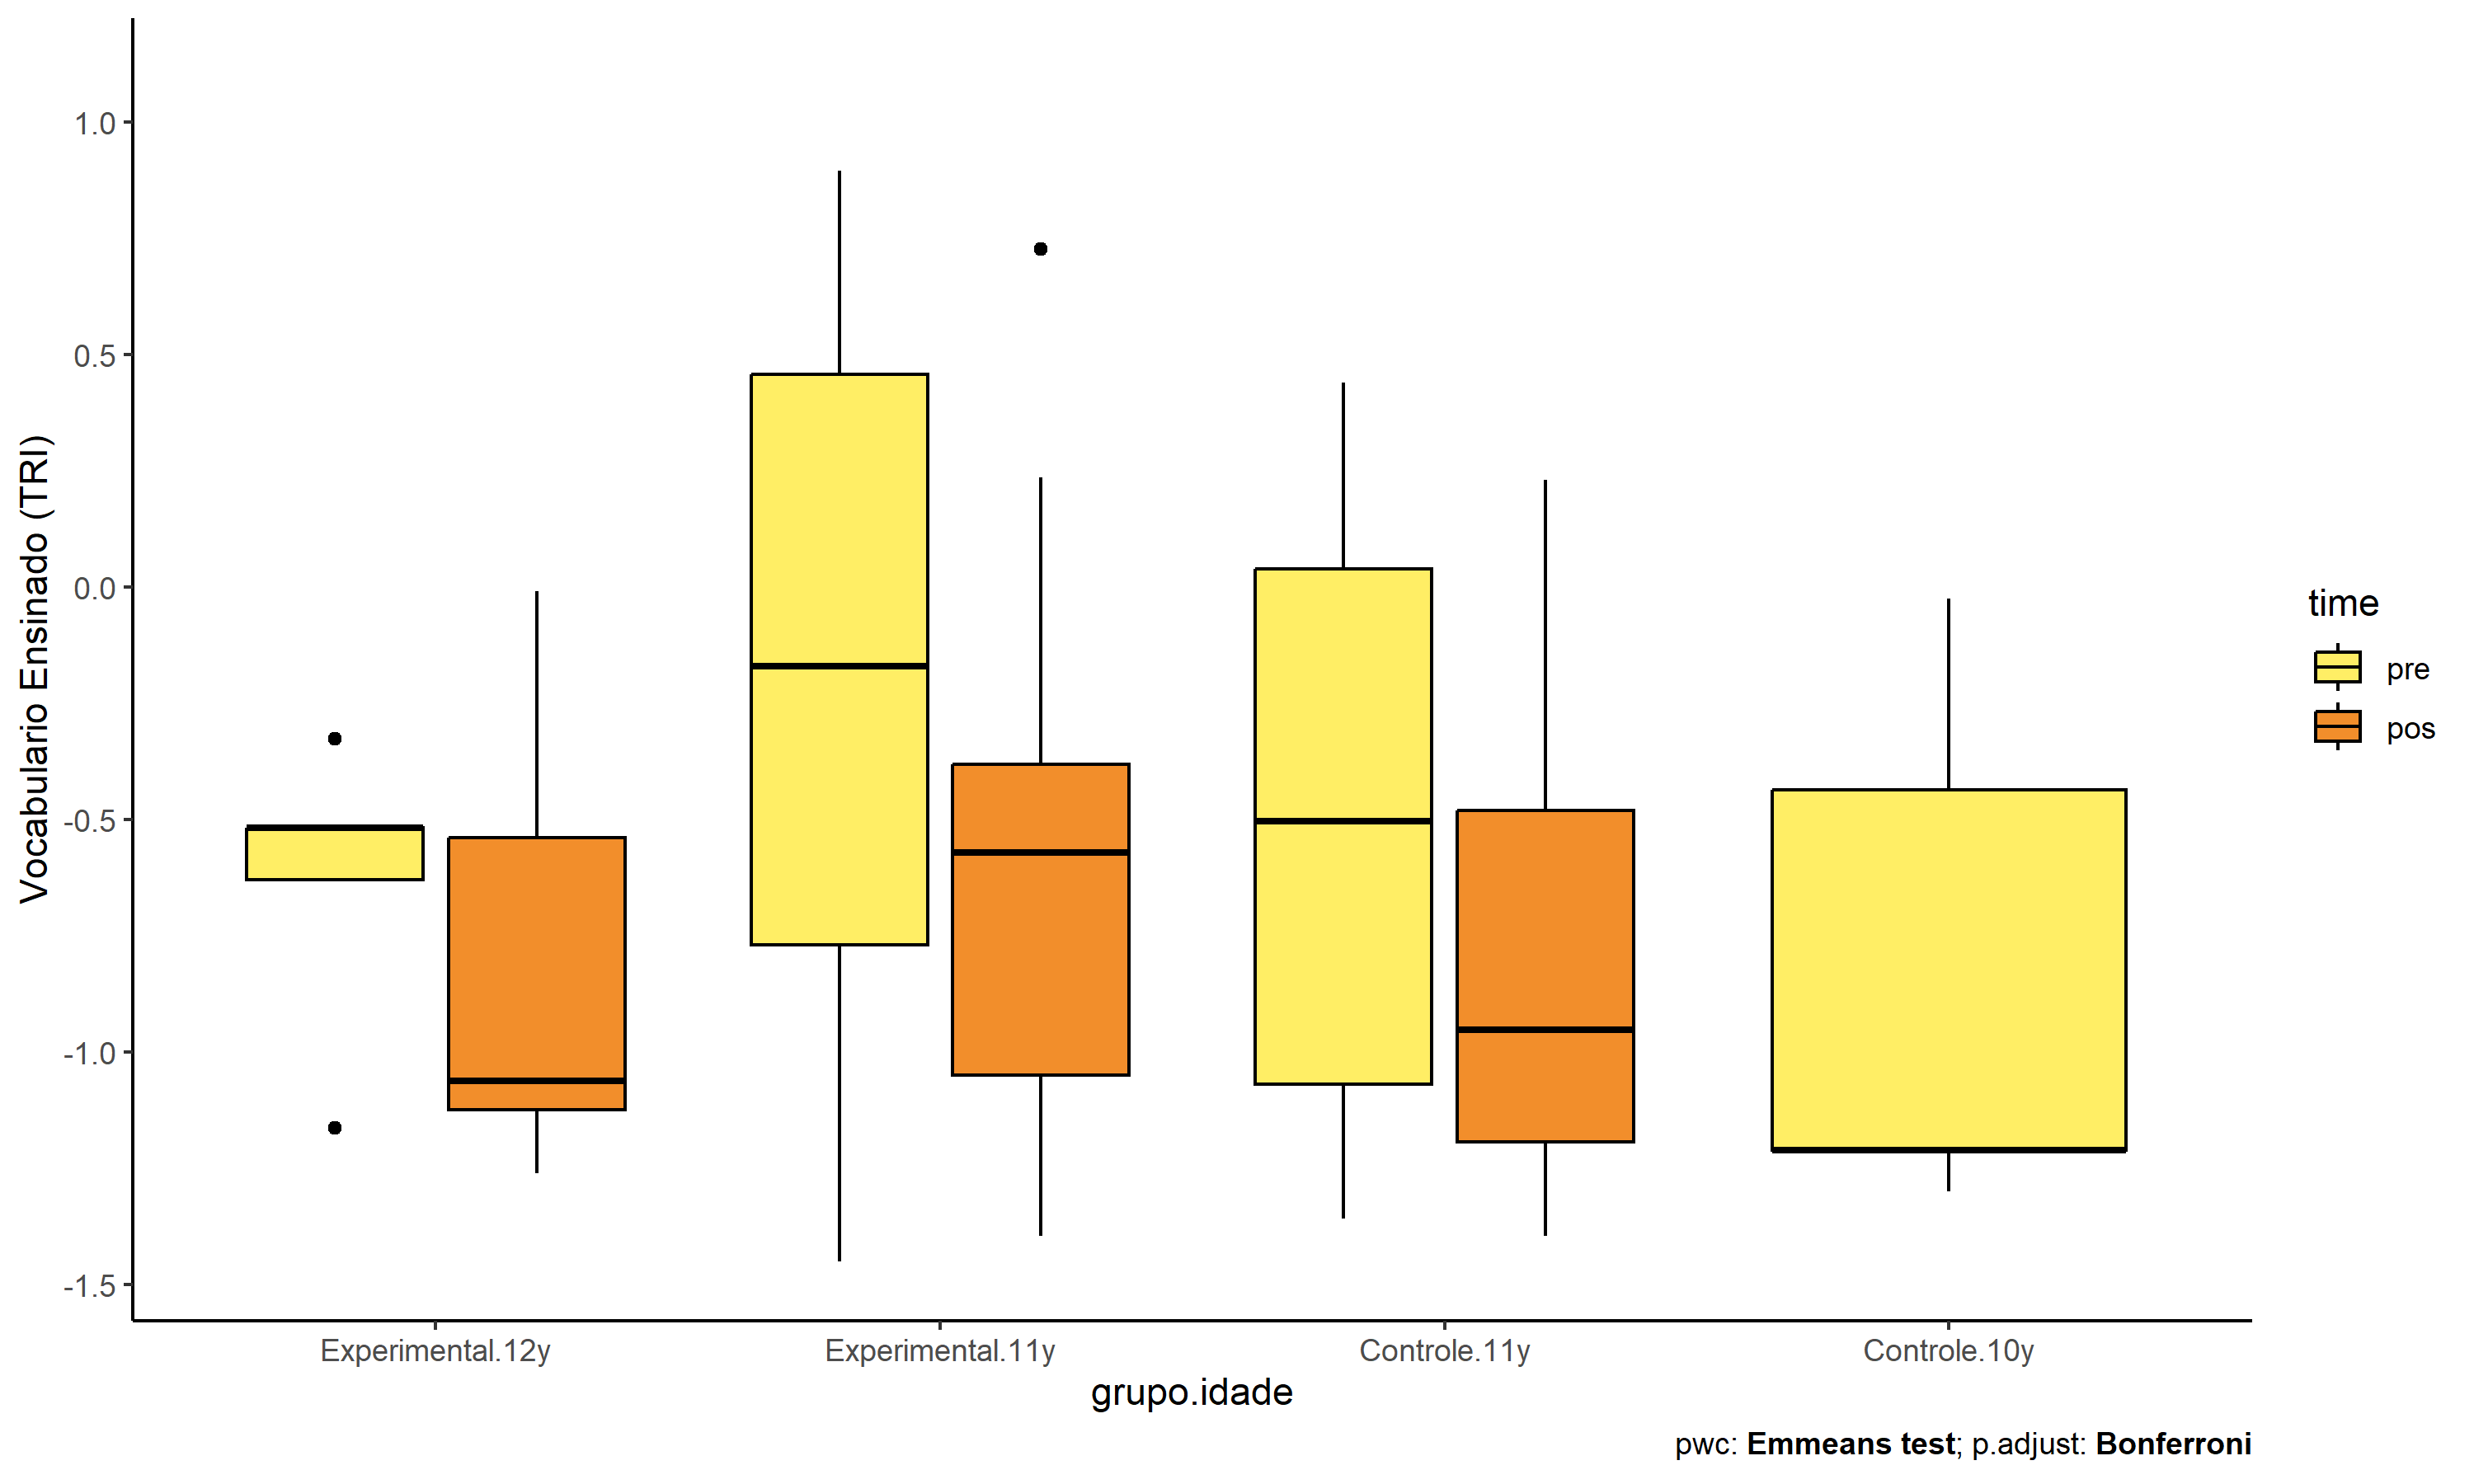 Vocabulario Ensinado (TRI)
1.0
0.5
0.0
-0.5
-1.0
-1.5
Experimental.12y
Experimental.11y
Controle.11y
Controle.10y
grupo.idade
time
pre
pos
pwc: Emmeans test; p.adjust: Bonferroni